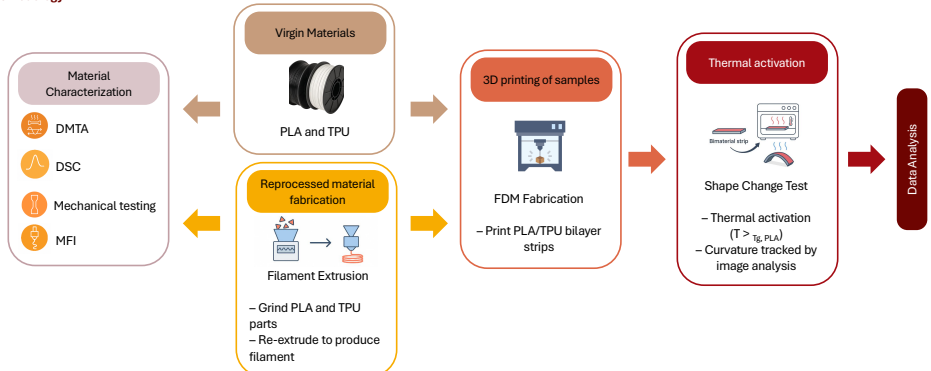 Material
Characterization
DMTA
DSC
Mechanical testing
MFI
Virgin Materials
PLA and TPU
Reprocessed material
fabrication
Filament Extrusion
– Grind PLA and TPU
parts
– Re-extrude to produce
filament
3D printing of samples
FDM Fabrication
– Print PLA/TPU bilayer
strips
Thermal activation
Bimaterial strip
Shape Change Test
– Thermal activation
(T > Tg, PLA)
– Curvature tracked by
image analysis
Data Analysis